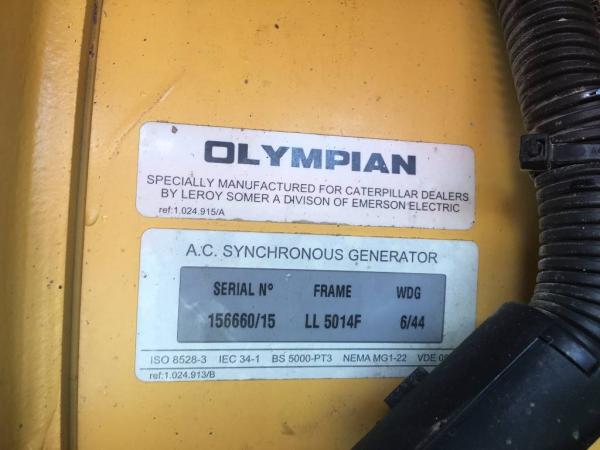 OLYMPIAN
SPECIALLY MANUFACTURED FOR CATERPILLAR DEALERS
BY LEROY SOMER A DIVISON OF EMERSON ELECTRIC
ref:1.024.915/A
A.C. SYNCHRONOUS GENERATOR
SERIAL Nº FRAME WDG
156660/15 LL 5014F 6/44
ISO 8528-3 IEC 34-1 BS 5000-PT3 NEMA MG1-22 VDE
ref:1.024.913/B